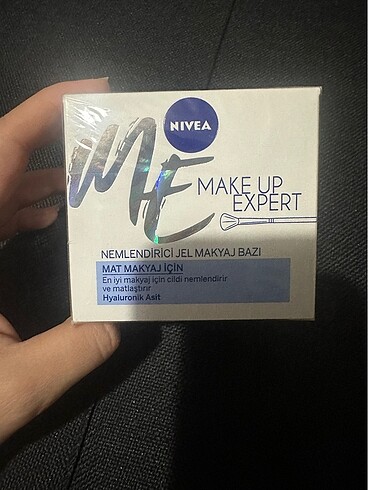 NIVEA
ME
MAKE UP
EXPERT
NEMLENDİRİCİ JEL MAKYAJ BAZI
MAT MAKYAJ İÇİN
En iyi makyaj için cildi nemlendirir
ve matlaştırır
Hyaluronik Asit